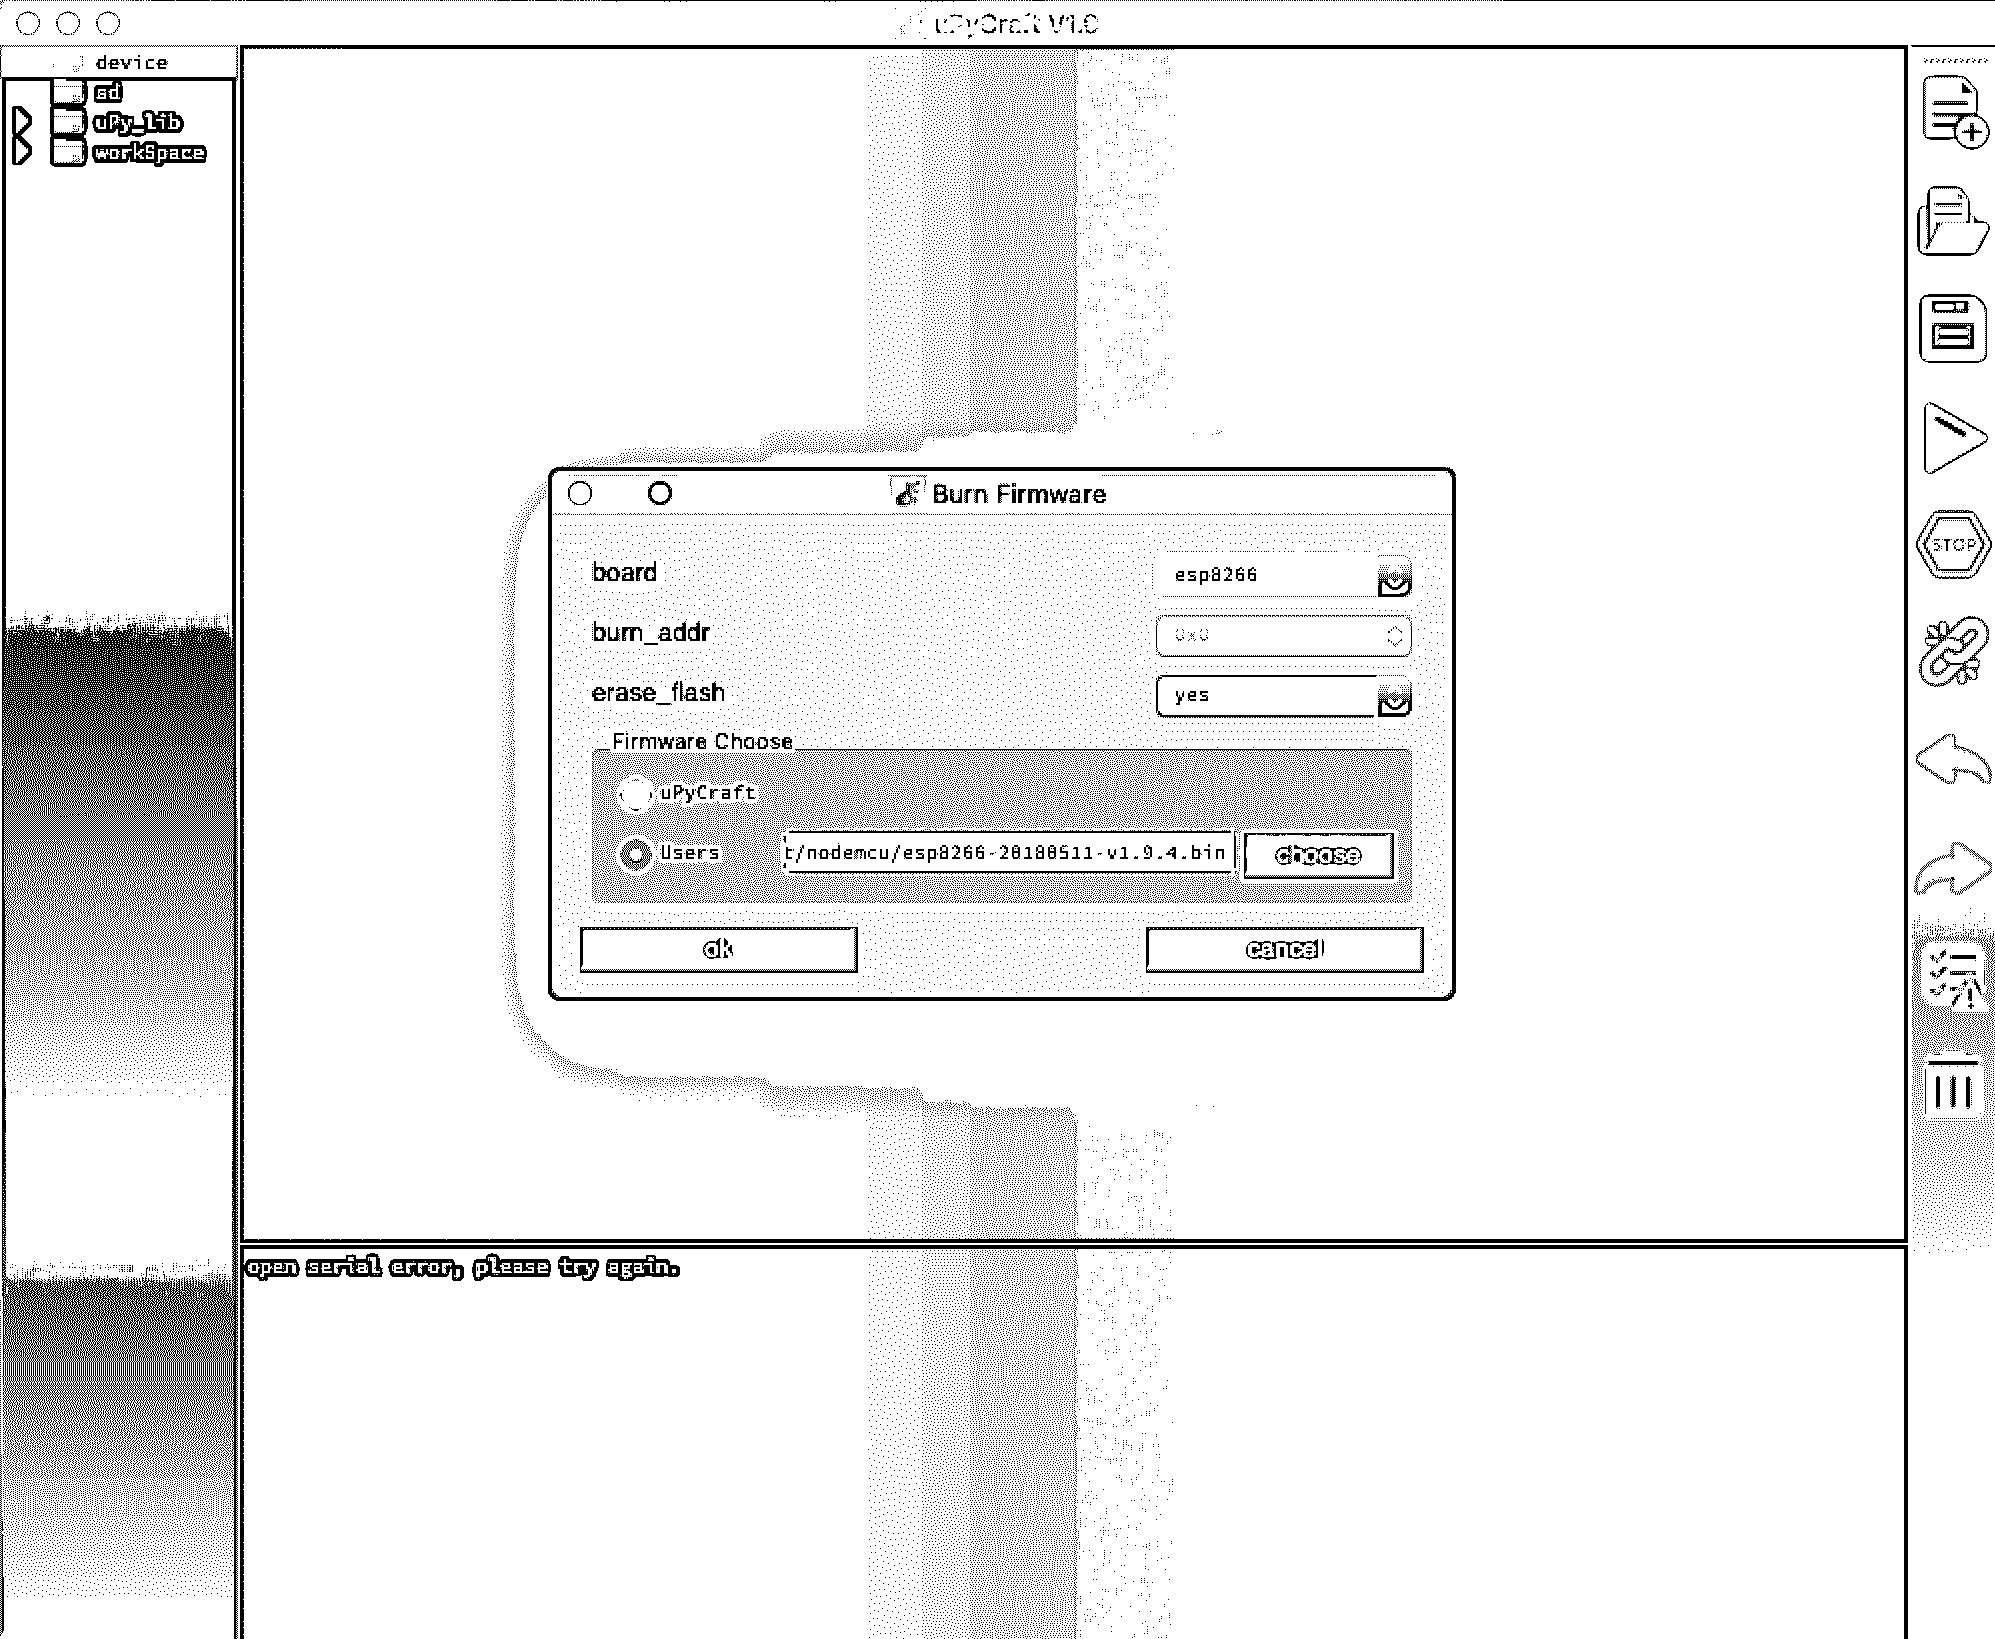 uPyCraft V1.0
device
sd
uPy_lib
workSpace
STOP
Burn Firmware
board
esp8266
burn_addr
0x0
erase_flash
yes
Firmware Choose
uPyCraft
Users
t/nodemcu/esp8266-20180511-v1.9.4.bin
choose
ok
cancel
open serial error, please try again.